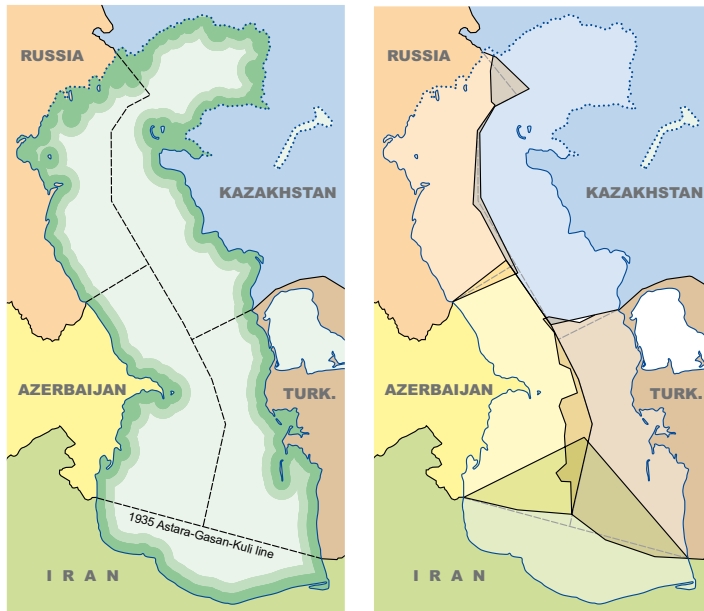 RUSSIA
KAZAKHSTAN
AZERBAIJAN
TURK.
1935 Astara-Gasan-Kuli line
IRAN
RUSSIA
KAZAKHSTAN
AZERBAIJAN
TURK.
IRAN